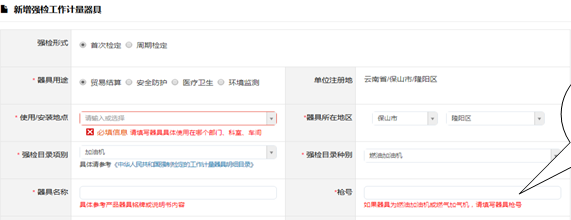 新增强检工作计量器具
强检形式 首次检定 周期检定
* 器具用途 贸易结算 安全防护 医疗卫生 环境监测 单位注册地 云南省/保山市/隆阳区
* 使用/安装地点 请输入或选择 * 器具所在地区 保山市 隆阳区
必填信息 请填写器具具体使用在哪个部门、科室、车间
* 强检目录项别 加油机 * 强检目录种别 燃油加油机
具体请参考《中华人民共和国强制检定的工作计量器具明细目录》
* 器具名称 *枪号
具体参考产品器具铭牌或说明书内容 如果器具为燃油加油机或燃气加气机,请填写器具枪号